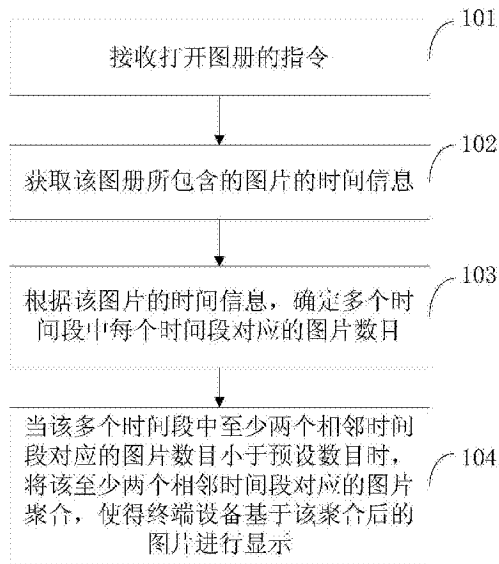 101
接收打开图册的指令
102
获取该图册所包含的图片的时间信息
103
根据该图片的时间信息，确定多个时
间段中每个时间段对应的图片数目
当该多个时间段中至少两个相邻时间
段对应的图片数目小于预设数目时，
104
将该至少两个相邻时间段对应的图片
聚合，使得终端设备基于该聚合后的
图片进行显示